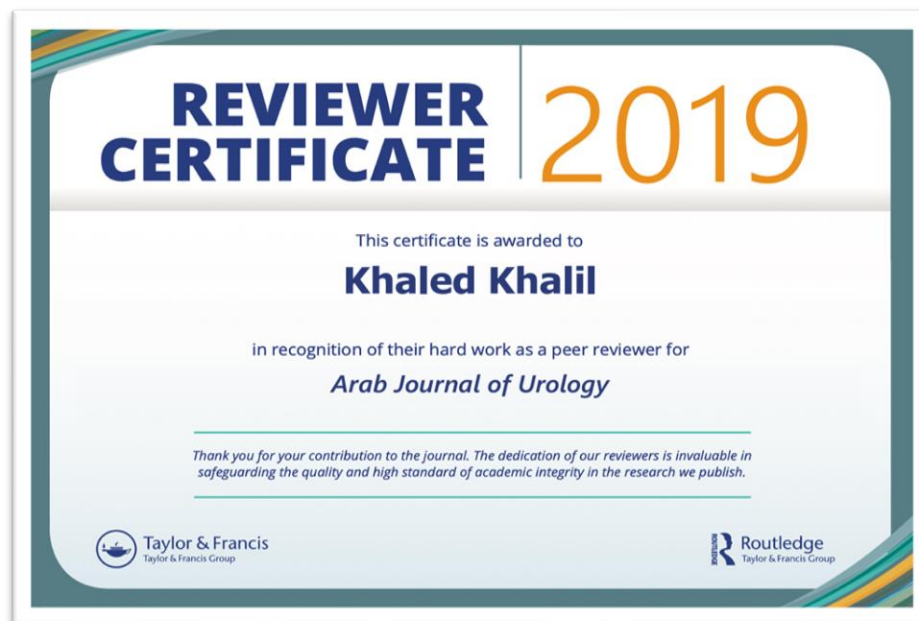 REVIEWER
CERTIFICATE
2019
This certificate is awarded to
Khaled Khalil
in recognition of their hard work as a peer reviewer for
Arab Journal of Urology
Thank you for your contribution to the journal. The dedication of our reviewers is invaluable in
safeguarding the quality and high standard of academic integrity in the research we publish.
Taylor & Francis
Taylor & Francis Group
ROUTLEDGE
Routledge
Taylor & Francis Group